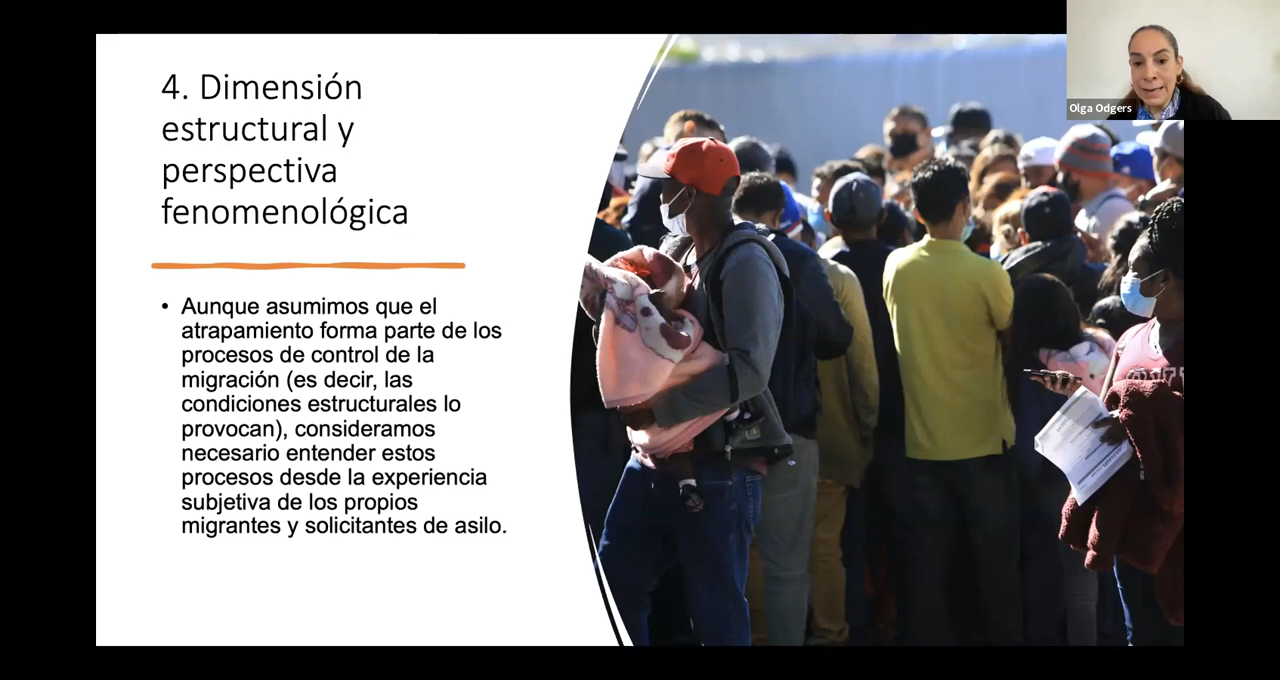 4. Dimensión
estructural y
perspectiva
fenomenológica
• Aunque asumimos que el
atrapamiento forma parte de los
procesos de control de la
migración (es decir, las
condiciones estructurales lo
provocan), consideramos
necesario entender estos
procesos desde la experiencia
subjetiva de los propios
migrantes y solicitantes de asilo.
Olga Odgers